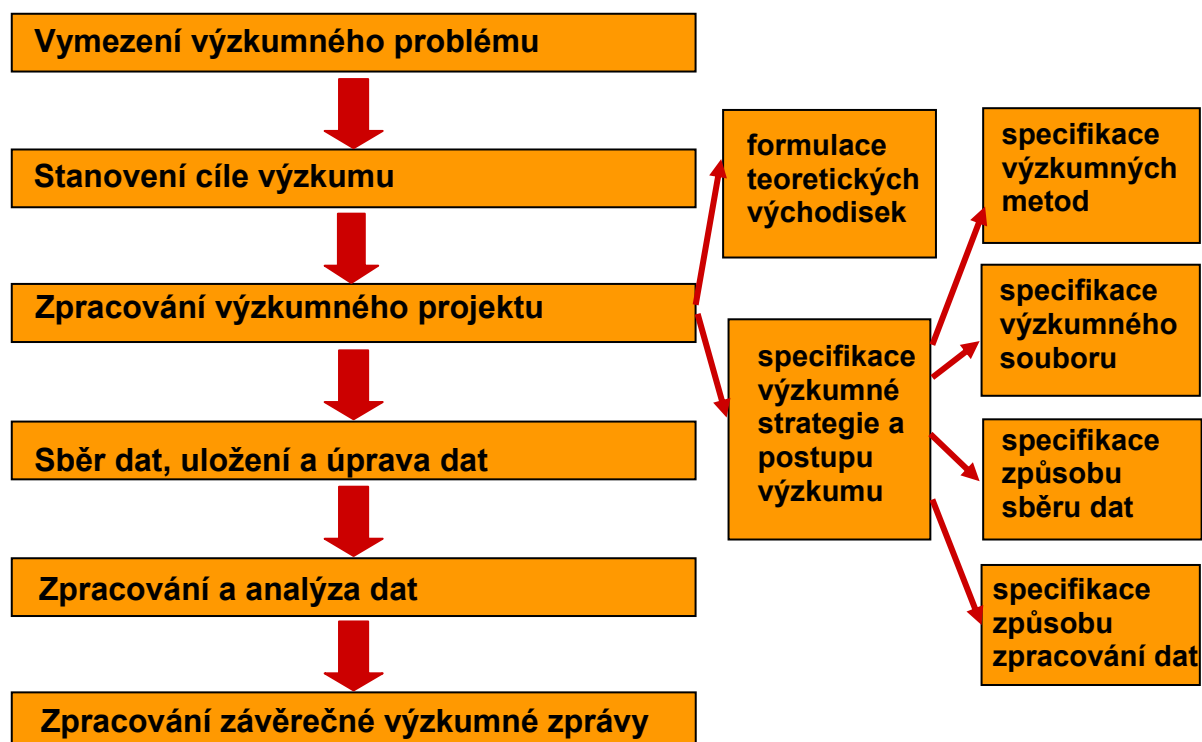 Vymezení výzkumného problému
Stanovení cíle výzkumu
Zpracování výzkumného projektu
Sběr dat, uložení a úprava dat
Zpracování a analýza dat
Zpracování závěrečné výzkumné zprávy
formulace
teoretických
východisek
specifikace
výzkumné
strategie a
postupu
výzkumu
specifikace
výzkumných
metod
specifikace
výzkumného
souboru
specifikace
způsobu
sběru dat
specifikace
způsobu
zpracování dat